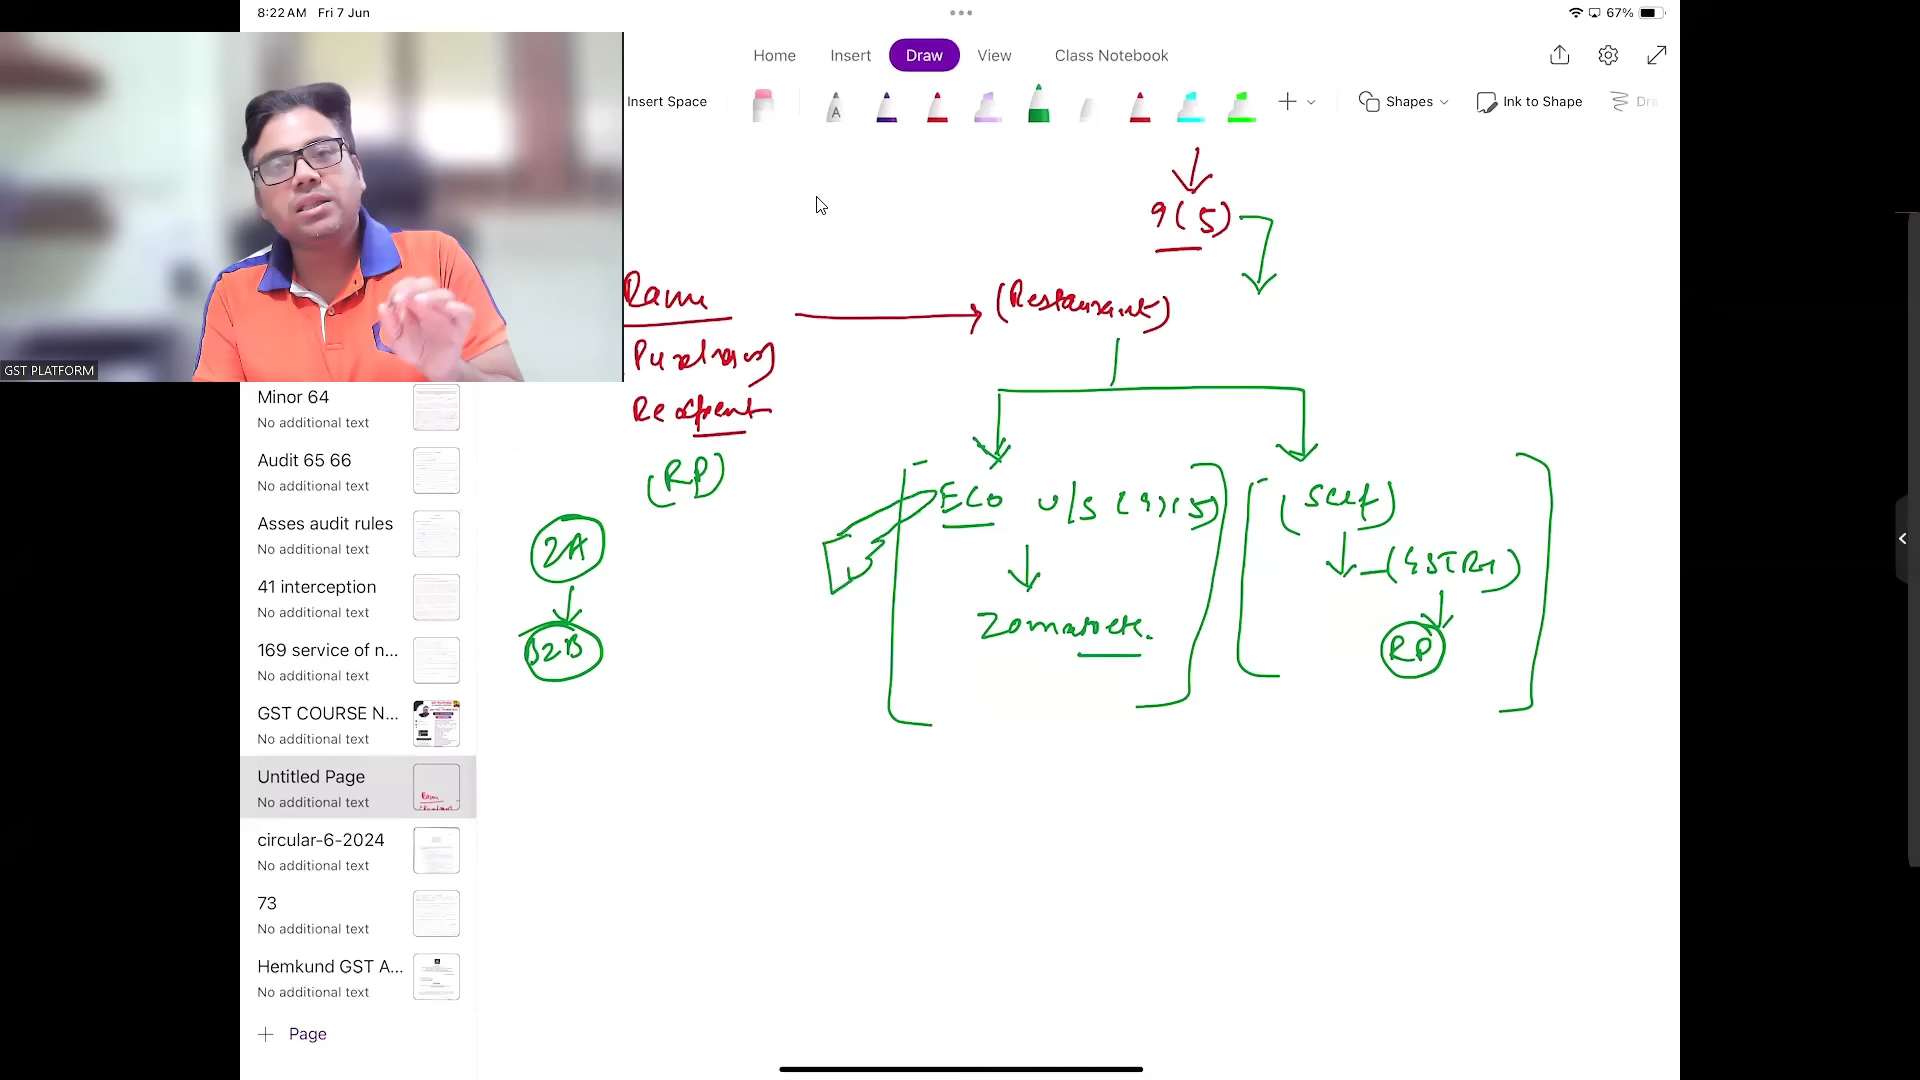 8:22 AM Fri 7 Jun
67%
Home Insert Draw View Class Notebook
Insert Space
A
Shapes
Ink to Shape
Dra
GST PLATFORM
Minor 64
No additional text
Audit 65 66
No additional text
Asses audit rules
No additional text
41 interception
No additional text
169 service of n...
No additional text
GST COURSE N...
No additional text
Untitled Page
No additional text
circular-6-2024
No additional text
73
No additional text
Hemkund GST A...
No additional text
+ Page
9(5)
(Restaurant)
(RP)
2A
B2B
ECO u/s (9)(5)
Zomato etc.
(Self)
RP